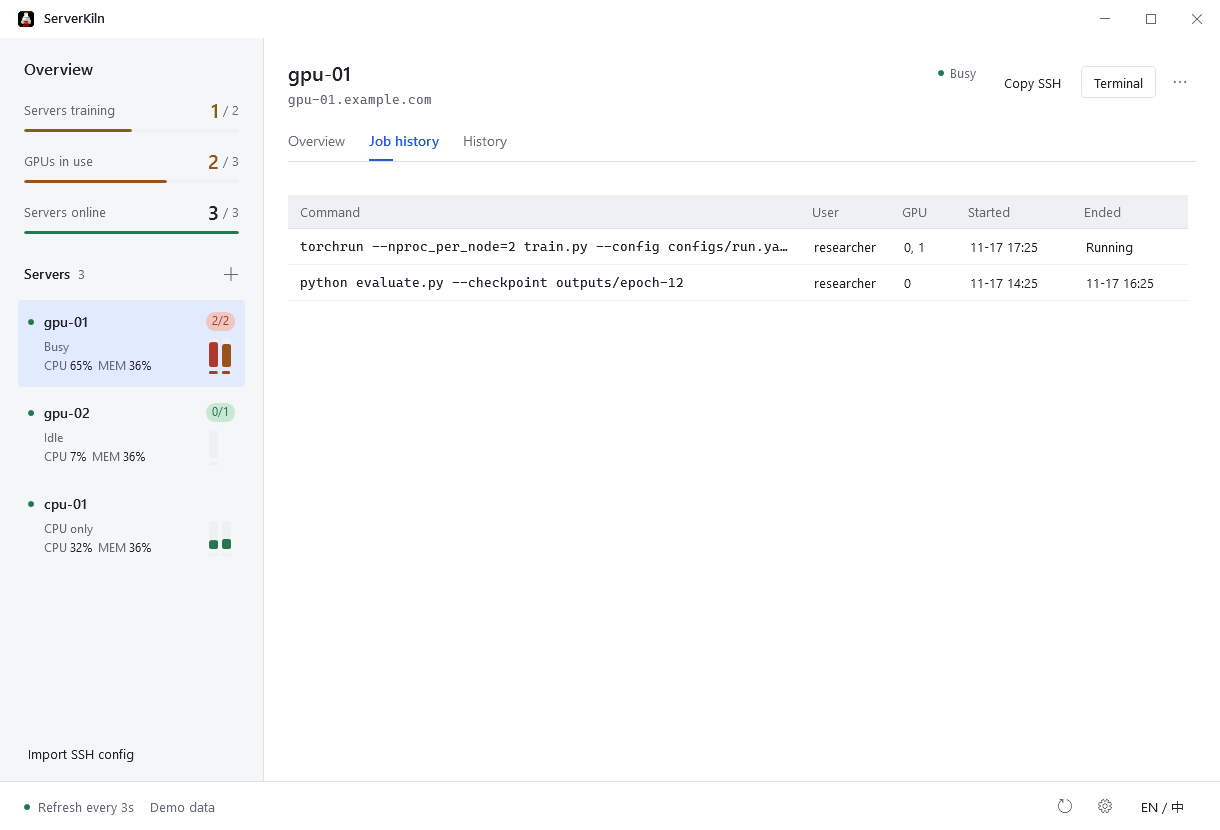 ServerKiln
Overview
Servers training 1 / 2
GPUs in use 2 / 3
Servers online 3 / 3
Servers 3
gpu-01 2/2
Busy
CPU 65% MEM 36%
gpu-02 0/1
Idle
CPU 7% MEM 36%
cpu-01
CPU only
CPU 32% MEM 36%
Import SSH config
gpu-01
gpu-01.example.com
Busy
Copy SSH
Terminal
...
Overview Job history History
Command User GPU Started Ended
torchrun --nproc_per_node=2 train.py --config configs/run.ya… researcher 0, 1 11-17 17:25 Running
python evaluate.py --checkpoint outputs/epoch-12 researcher 0 11-17 14:25 11-17 16:25
Refresh every 3s Demo data
EN / 中